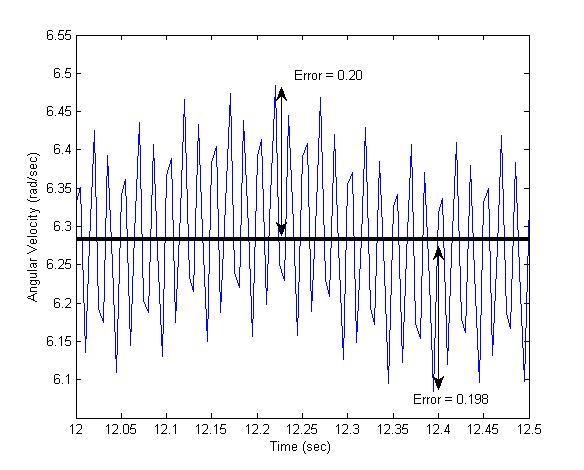 6.55
6.5
6.45
6.4
6.35
6.3
6.25
6.2
6.15
6.1
Angular Velocity (rad/sec)
Error = 0.20
Error = 0.198
12 12.05 12.1 12.15 12.2 12.25 12.3 12.35 12.4 12.45 12.5
Time (sec)